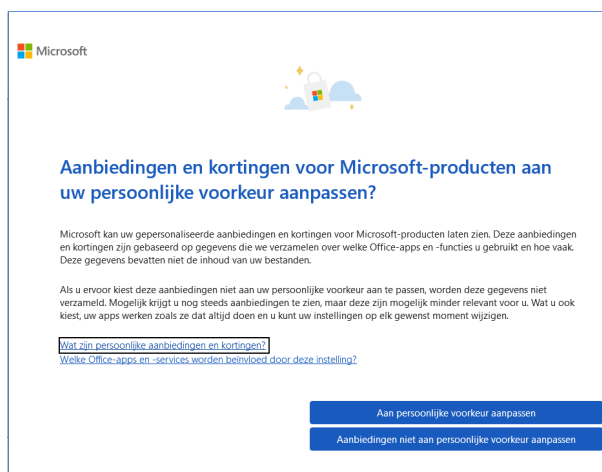 Microsoft
Aanbiedingen en kortingen voor Microsoft-producten aan
uw persoonlijke voorkeur aanpassen?
Microsoft kan uw gepersonaliseerde aanbiedingen en kortingen voor Microsoft-producten laten zien. Deze aanbiedingen
en kortingen zijn gebaseerd op gegevens die we verzamelen over welke Office-apps en -functies u gebruikt en hoe vaak.
Deze gegevens bevatten niet de inhoud van uw bestanden.
Als u ervoor kiest deze aanbiedingen niet aan uw persoonlijke voorkeur aan te passen, worden deze gegevens niet
verzameld. Mogelijk krijgt u nog steeds aanbiedingen te zien, maar deze zijn mogelijk minder relevant voor u. Wat u ook
kiest, uw apps werken zoals ze dat altijd doen en u kunt uw instellingen op elk gewenst moment wijzigen.
Wat zijn persoonlijke aanbiedingen en kortingen?
Welke Office-apps en -services worden beïnvloed door deze instelling?
Aan persoonlijke voorkeur aanpassen
Aanbiedingen niet aan persoonlijke voorkeur aanpassen